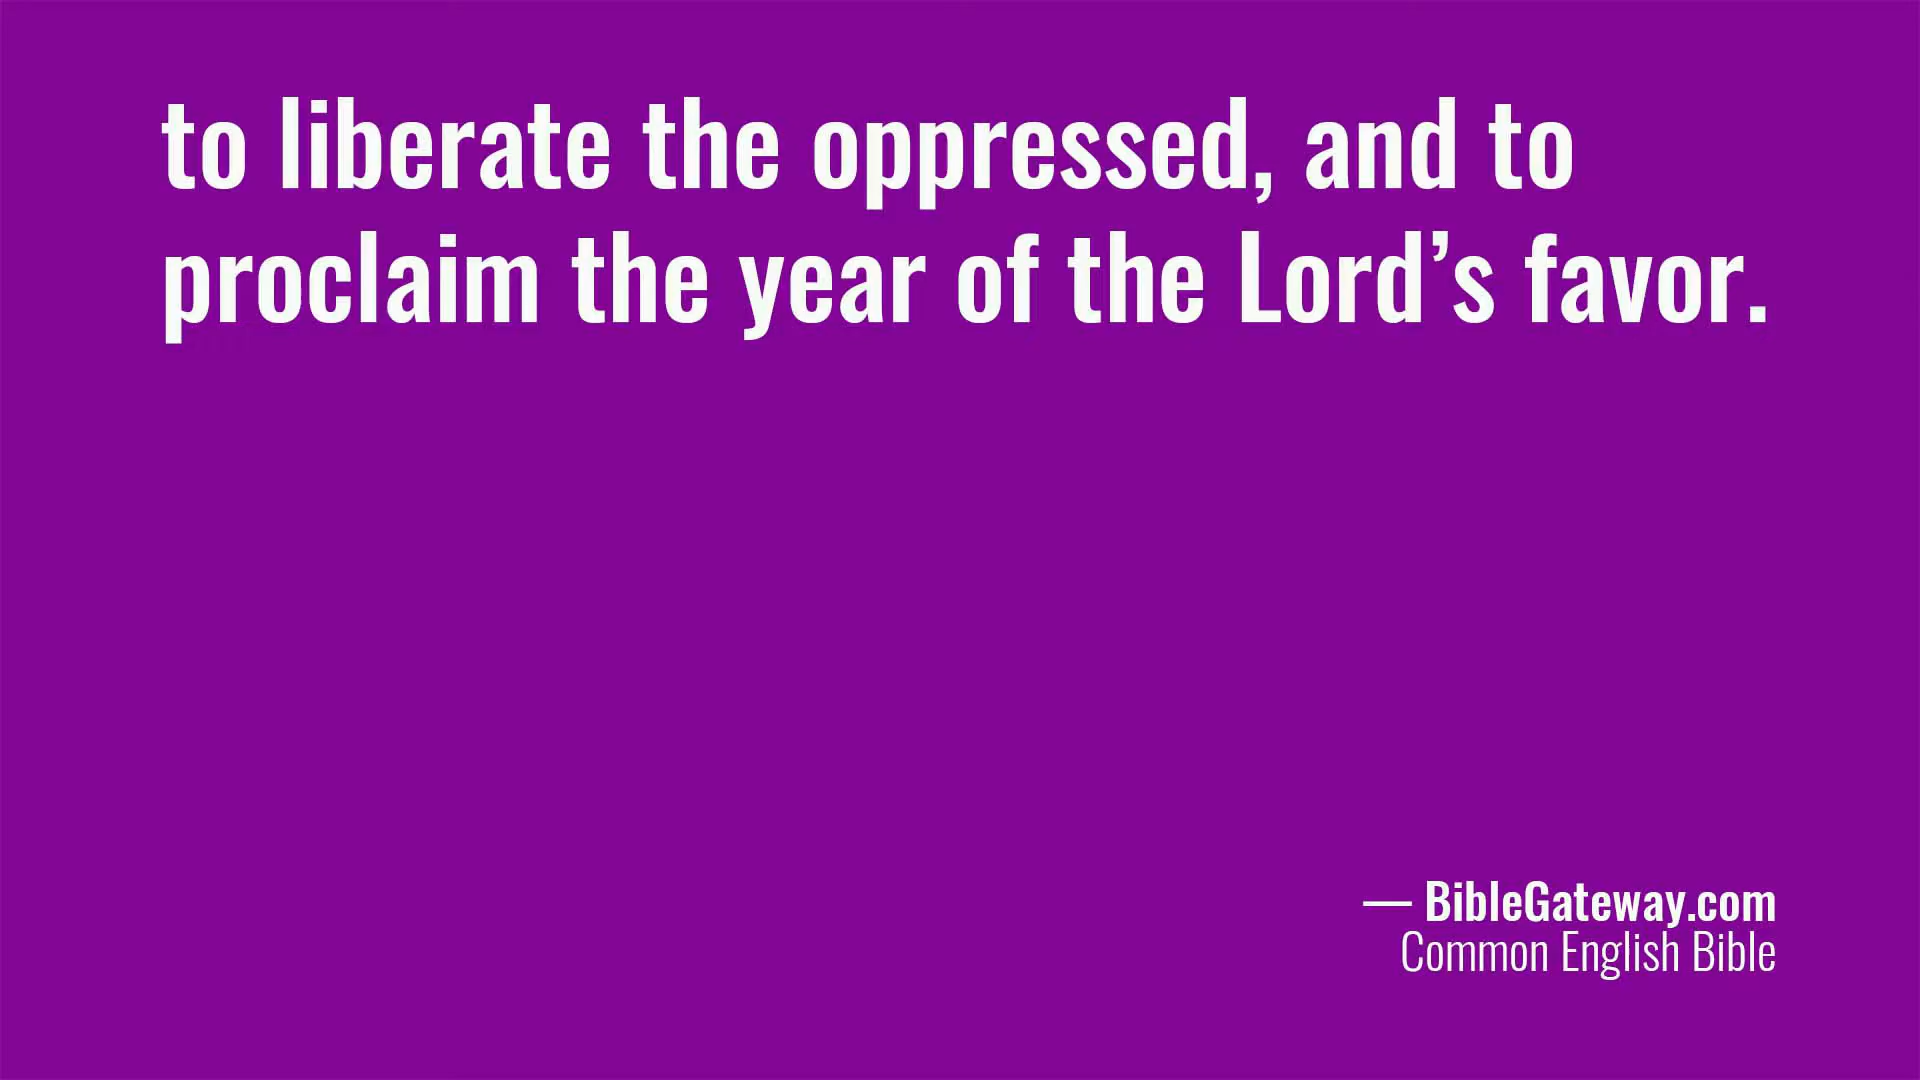 to liberate the oppressed, and to
proclaim the year of the Lord’s favor.
— BibleGateway.com
Common English Bible